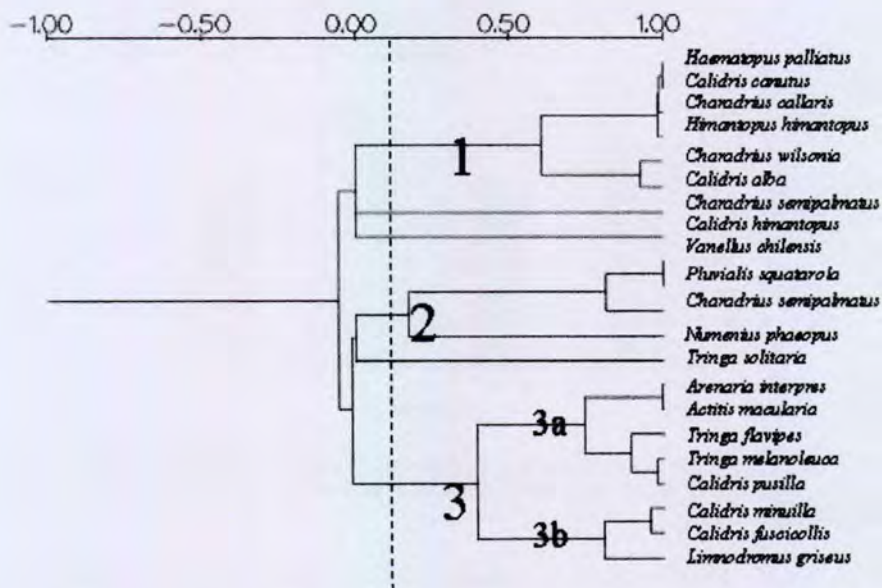 -1.00 -0.50 0.00 0.50 1.00
Haematopus palliatus
Calidris canutus
Charadrius collaris
Himantopus himantopus
1
Charadrius wilsonia
Calidris alba
Charadrius semipalmatus
Calidris himantopus
Vanellus chilensis
Pluvialis squatarola
Charadrius semipalmatus
2
Numenius phaeopus
Tringa solitaria
Arenaria interpres
Actitis macularia
3a
Tringa flavipes
Tringa melanoleuca
Calidris pusilla
3
Calidris minuilla
3b
Calidris fuscicollis
Limnodromus griseus